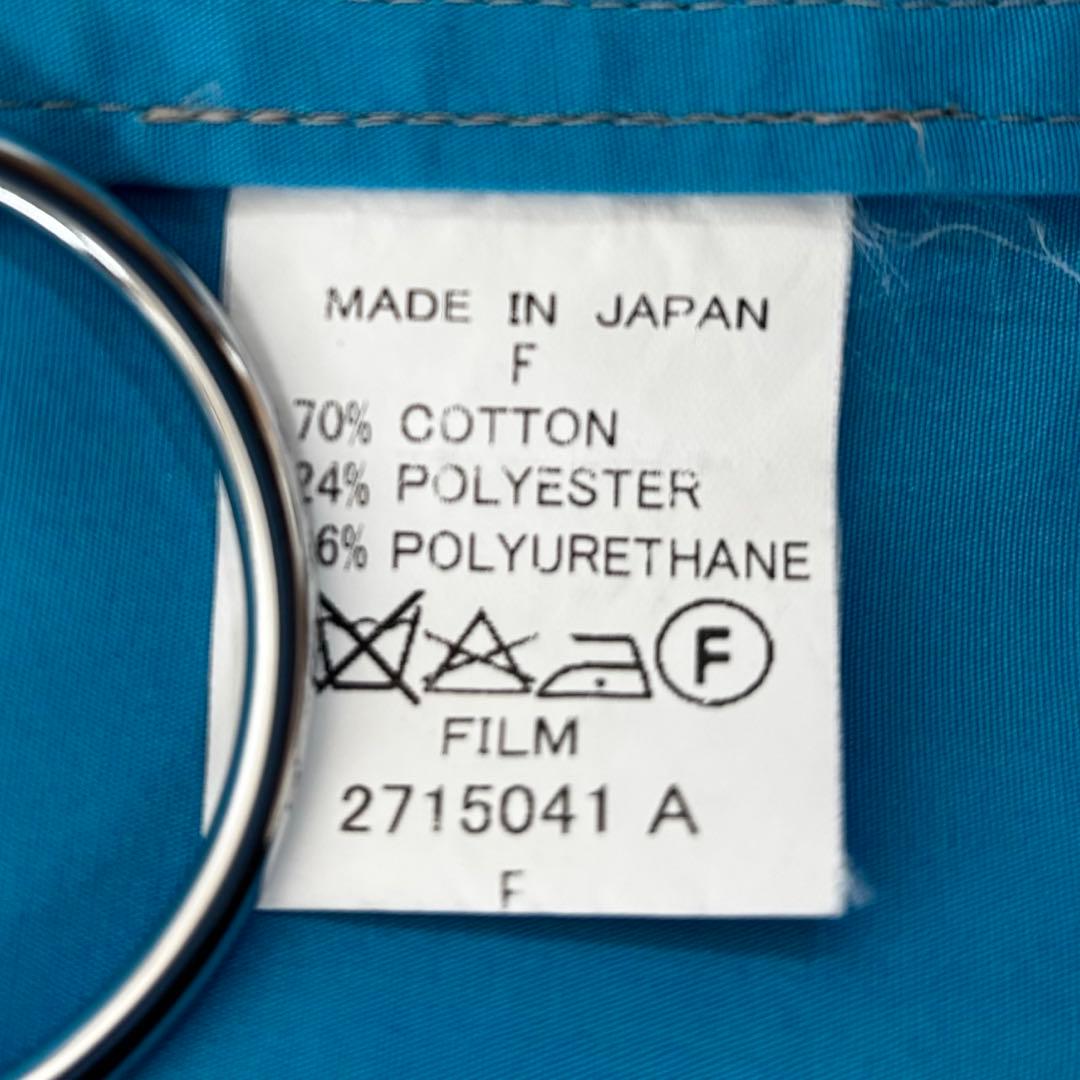 MADE IN JAPAN
F
70% COTTON
24% POLYESTER
6% POLYURETHANE
F
FILM
2715041 A
F